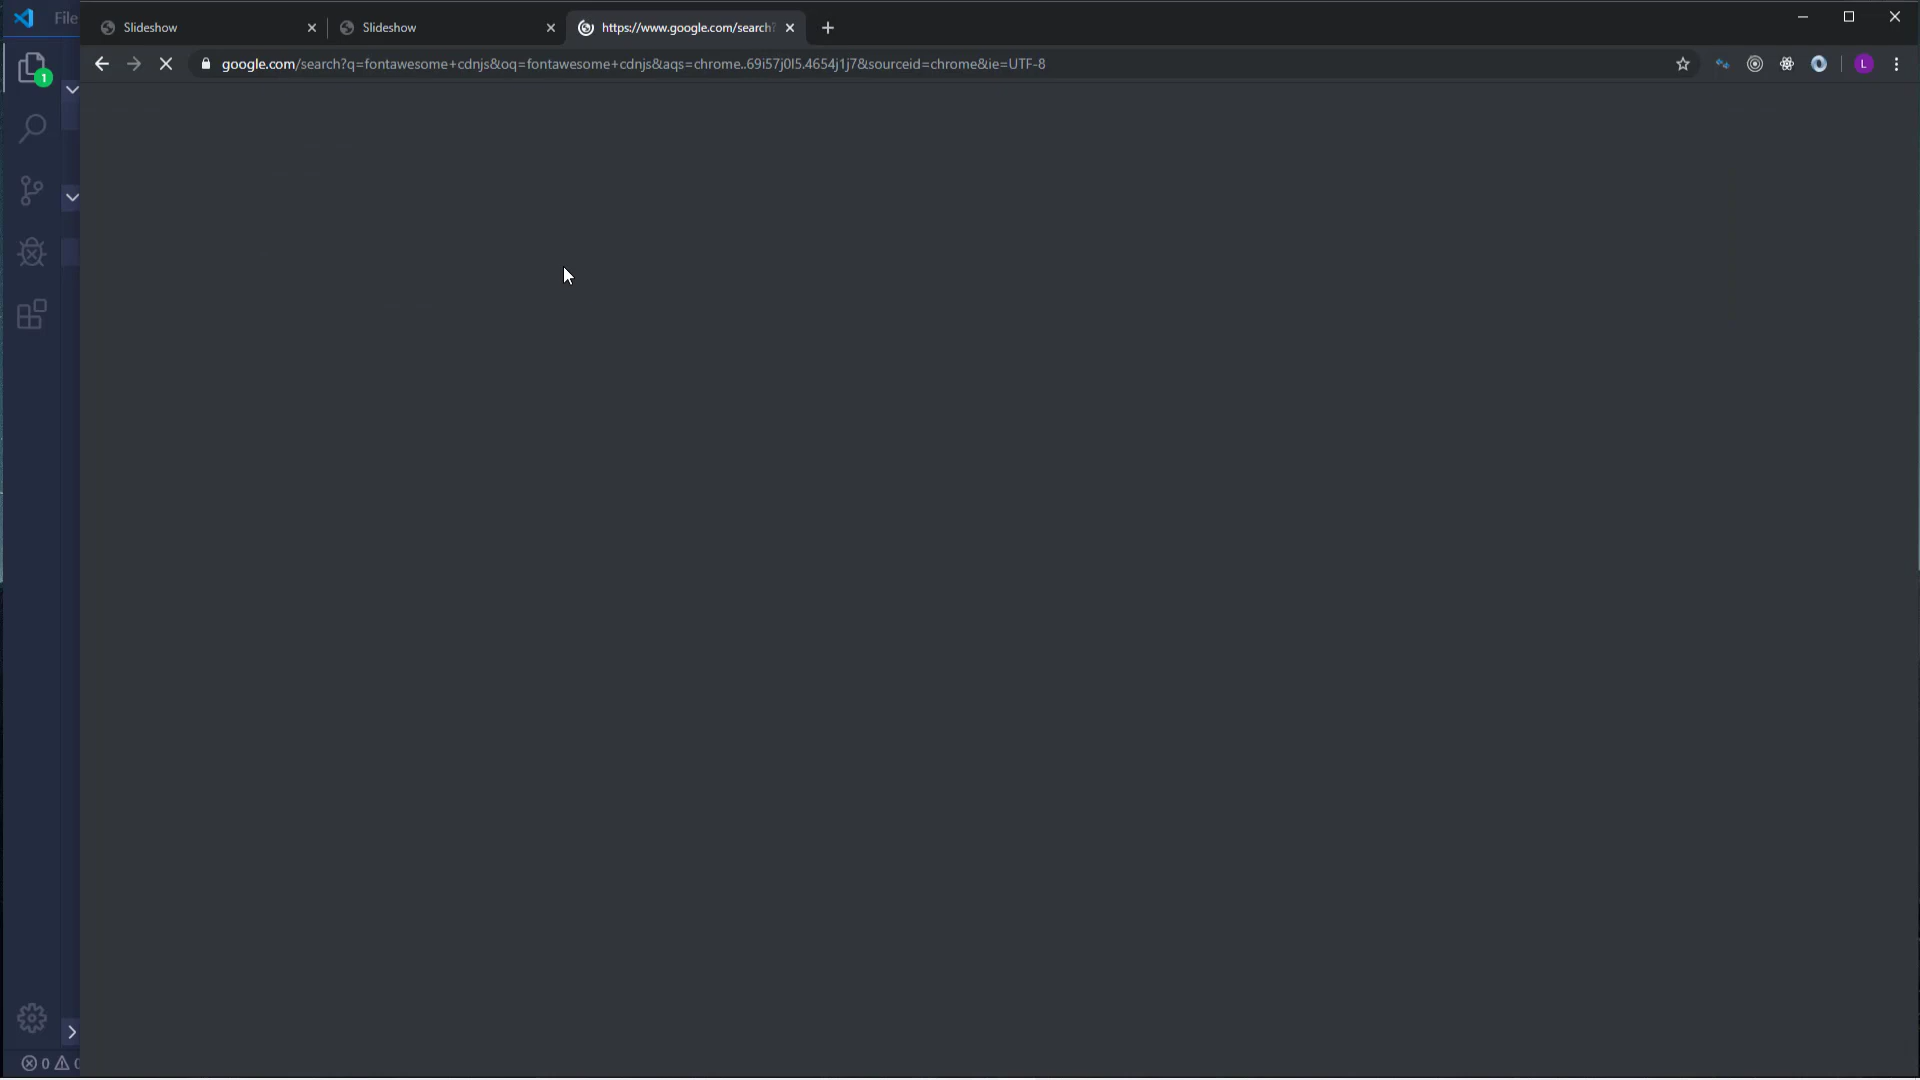 File
Slideshow
Slideshow
https://www.google.com/search?
google.com/search?q=fontawesome+cdnjs&oq=fontawesome+cdnjs&aqs=chrome..69i57j0l5.4654j1j7&sourceid=chrome&ie=UTF-8
L
1
0